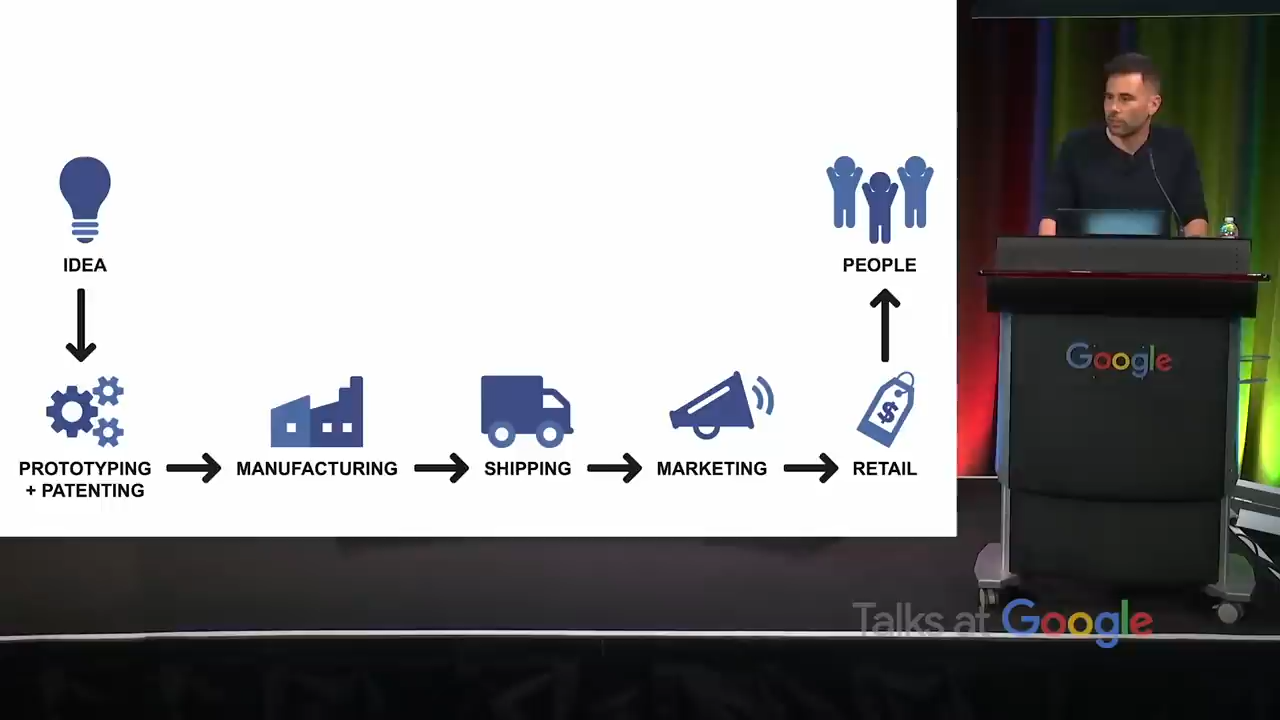 IDEA
PEOPLE
PROTOTYPING
+ PATENTING
MANUFACTURING
SHIPPING
MARKETING
$
RETAIL
Google
Talks at Google